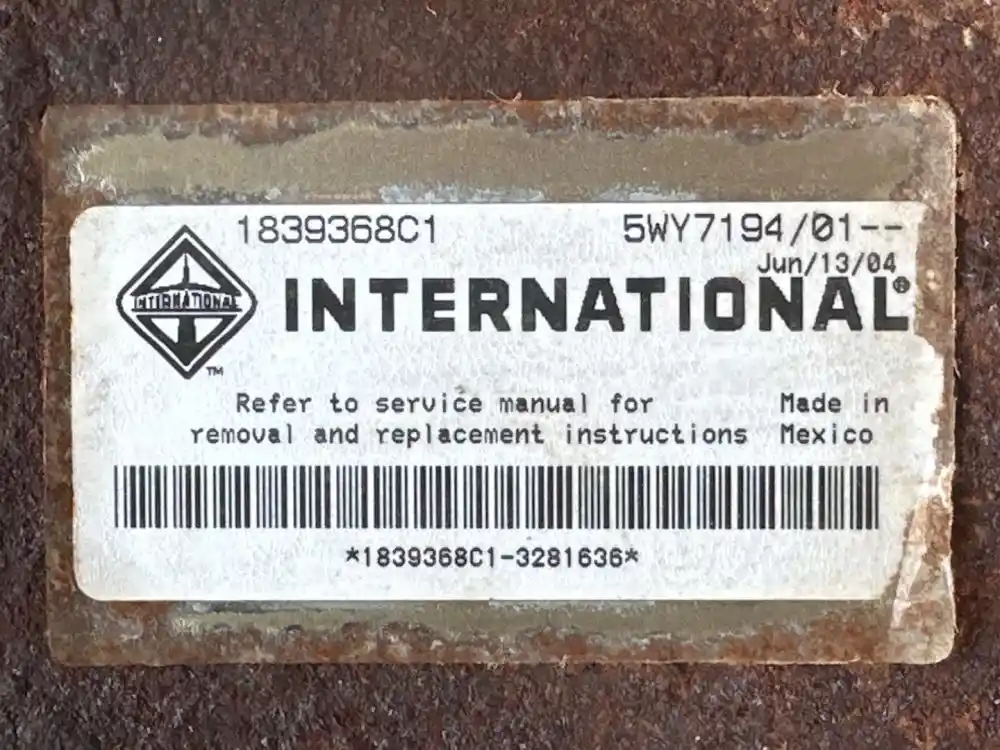 1839368C1 5WY7194/01--
Jun/13/04
INTERNATIONAL
INTERNATIONAL®
™
Refer to service manual for Made in
removal and replacement instructions Mexico
*1839368C1-3281636*